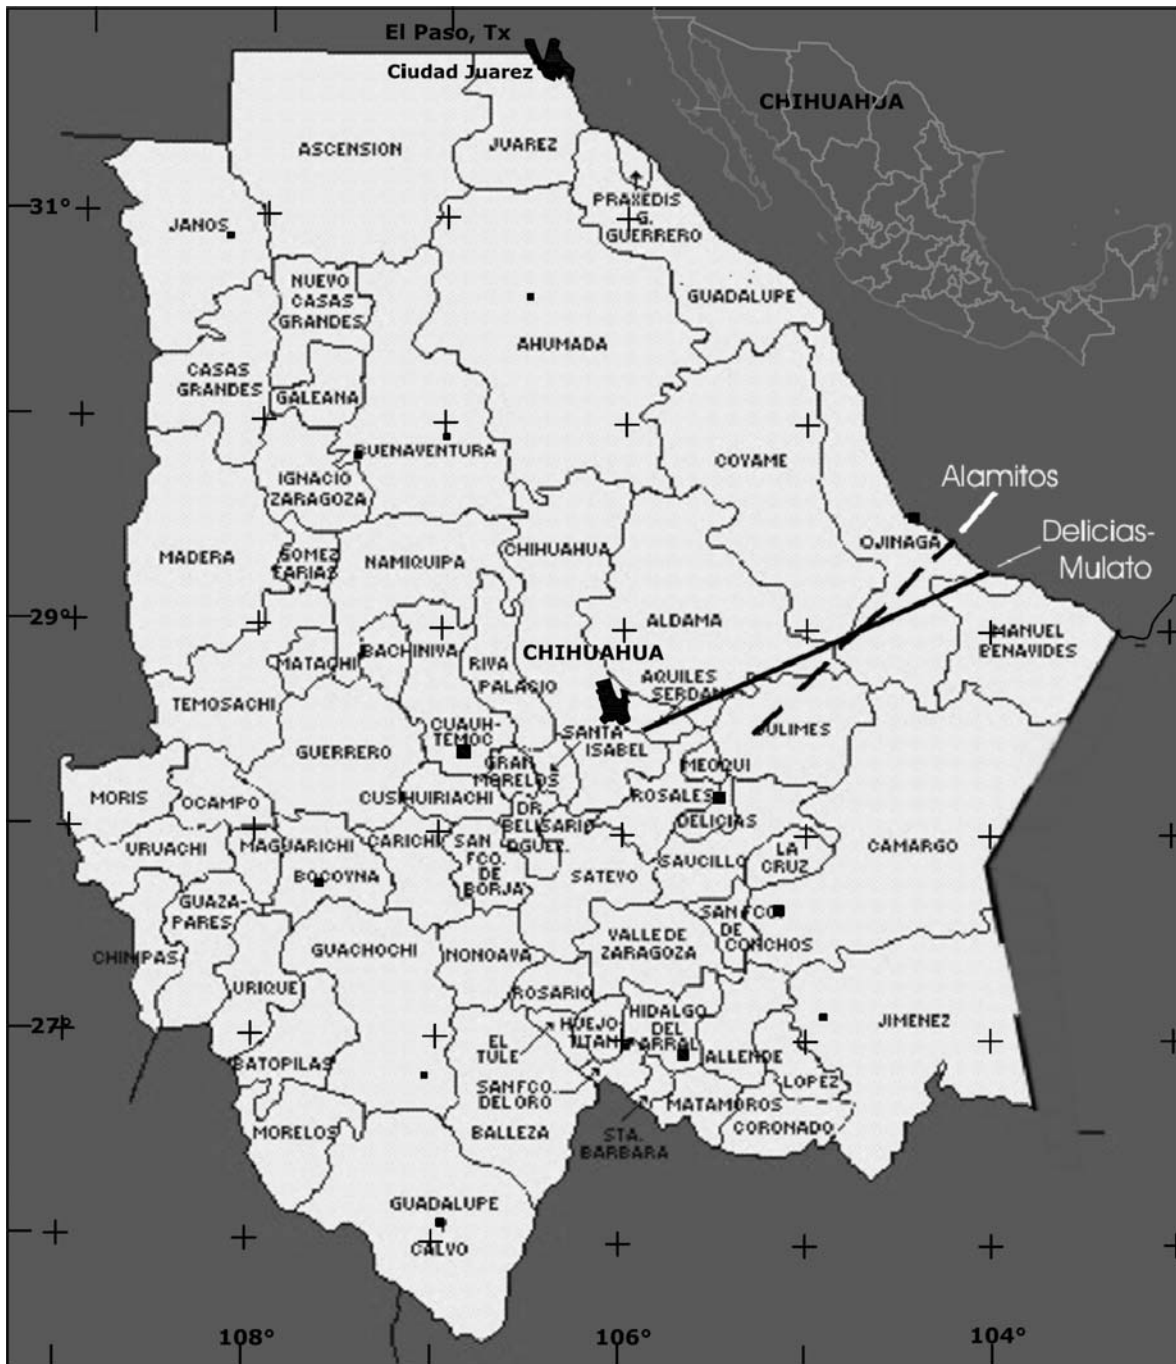 El Paso, Tx
Ciudad Juarez
CHIHUAHUA
ASCENSION
JUAREZ
PRAXEDIS
G.
GUERRERO
31°
JANOS
NUEVO
CASAS
GRANDES
GUADALUPE
AHUMADA
CASAS
GRANDES
GALEANA
BUENAVENTURA
COYAME
IGNACIO
ZARAGOZA
Alamitos
MADERA
GOMEZ
FARIAS
NAMIQUIPA
CHIHUAHUA
OJINAGA
Delicias-
Mulato
29°
ALDAMA
MANUEL
BENAVIDES
MATACHI
BACHINIVA
RIVA
PALACIO
CHIHUAHUA
AQUILES
SERDAN
TEMOSACHI
GUERRERO
CUAUH-
TEMOC
SANTA
ISABEL
JULIMES
GRAN
MORELOS
MEOQUI
MORIS
OCAMPO
CUSIHUIRIACHI
ROSALES
DR.
BELISARIO
DGUEZ.
DELICIAS
URUACHI
MAGUARICHI
CARICHI
SAN
FCO.
DE
BORJA
SATEVO
SAUCILLO
LA
CRUZ
CAMARGO
BOCOYNA
GUAZA-
PARES
SAN FCO.
DE
CONCHOS
CHINIPAS
GUACHOCHI
NONOAVA
VALLE DE
ZARAGOZA
URIQUE
ROSARIO
27°
HUEJO-
TITAN
HIDALGO
DEL
PARRAL
JIMENEZ
EL
TULE
ALLENDE
BATOPILAS
SAN FCO.
DEL ORO
LOPEZ
MATAMOROS
MORELOS
BALLEZA
STA.
BARBARA
CORONADO
GUADALUPE
CALVO
108°
106°
104°